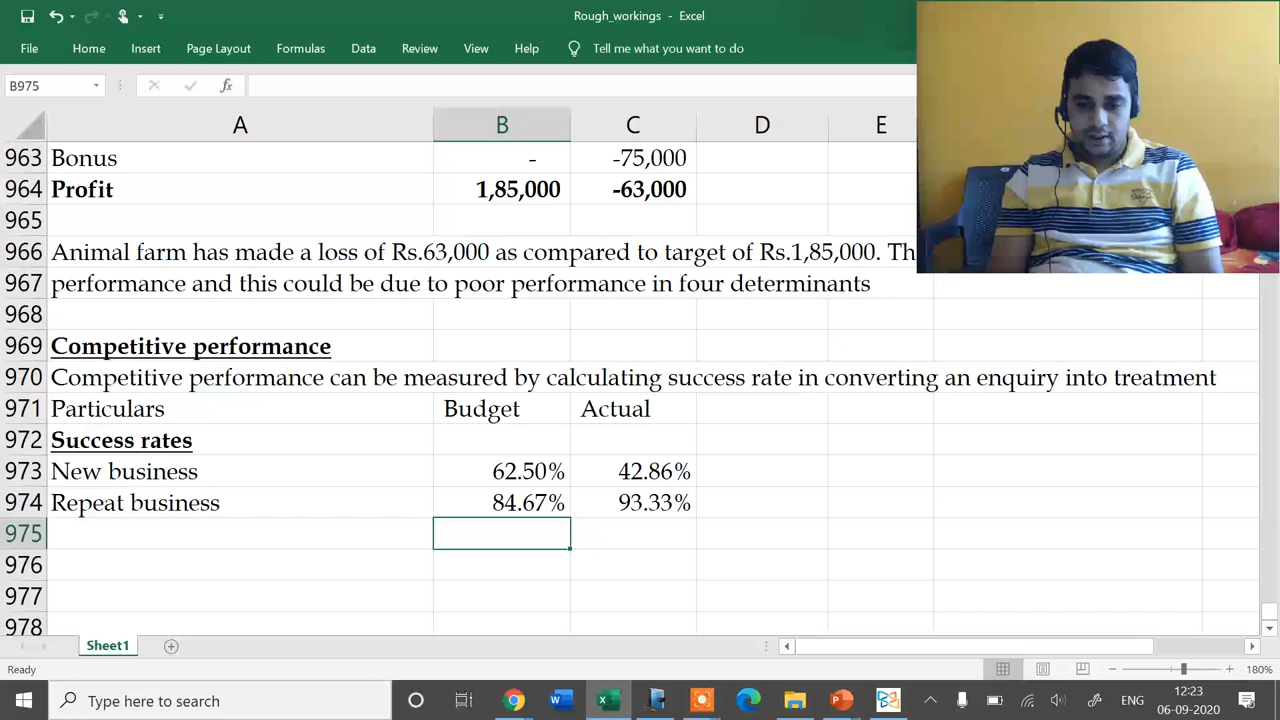 Rough_workings - Excel
File Home Insert Page Layout Formulas Data Review View Help Tell me what you want to do
B975 fx
A B C D E
963 Bonus - -75,000
964 Profit 1,85,000 -63,000
965
966 Animal farm has made a loss of Rs.63,000 as compared to target of Rs.1,85,000. Th
967 performance and this could be due to poor performance in four determinants
968
969 Competitive performance
970 Competitive performance can be measured by calculating success rate in converting an enquiry into treatment
971 Particulars Budget Actual
972 Success rates
973 New business 62.50% 42.86%
974 Repeat business 84.67% 93.33%
975
976
977
978
Sheet1
Ready 180%
Type here to search ENG 12:23
06-09-2020